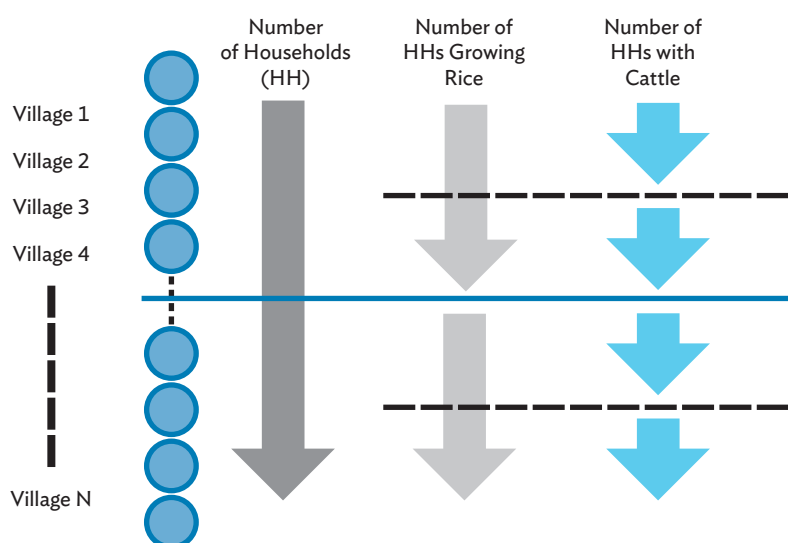 Number
of Households
(HH)
Number of
HHs Growing
Rice
Number of
HHs with
Cattle
Village 1
Village 2
Village 3
Village 4
Village N